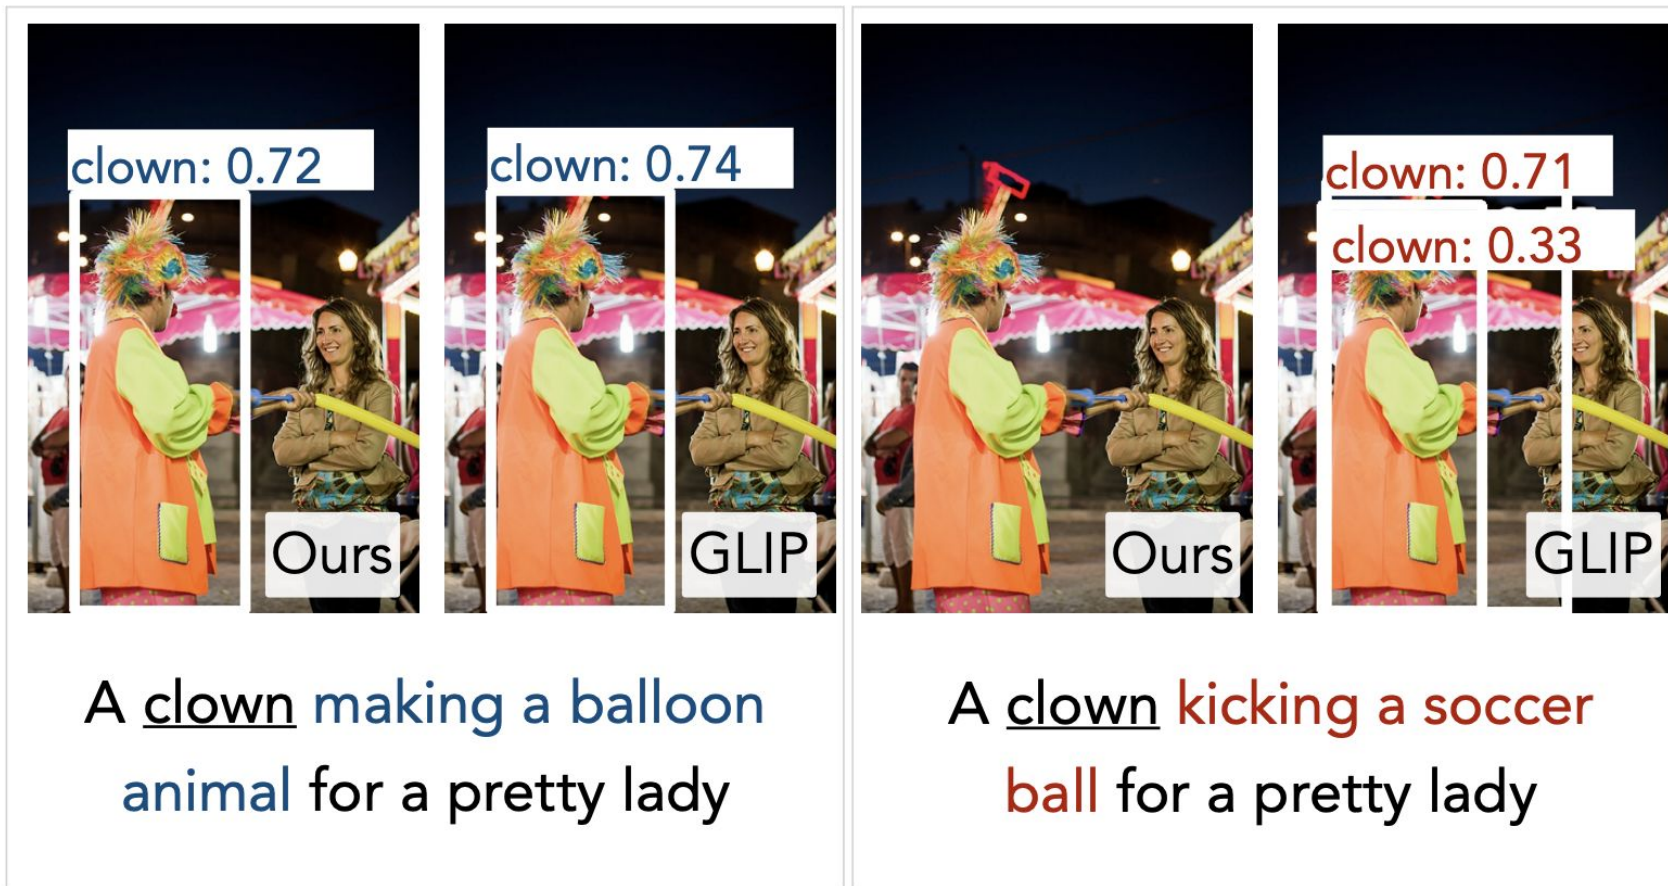 clown: 0.72
Ours
clown: 0.74
GLIP
A clown making a balloon
animal for a pretty lady
Ours
clown: 0.71
clown: 0.33
GLIP
A clown kicking a soccer
ball for a pretty lady